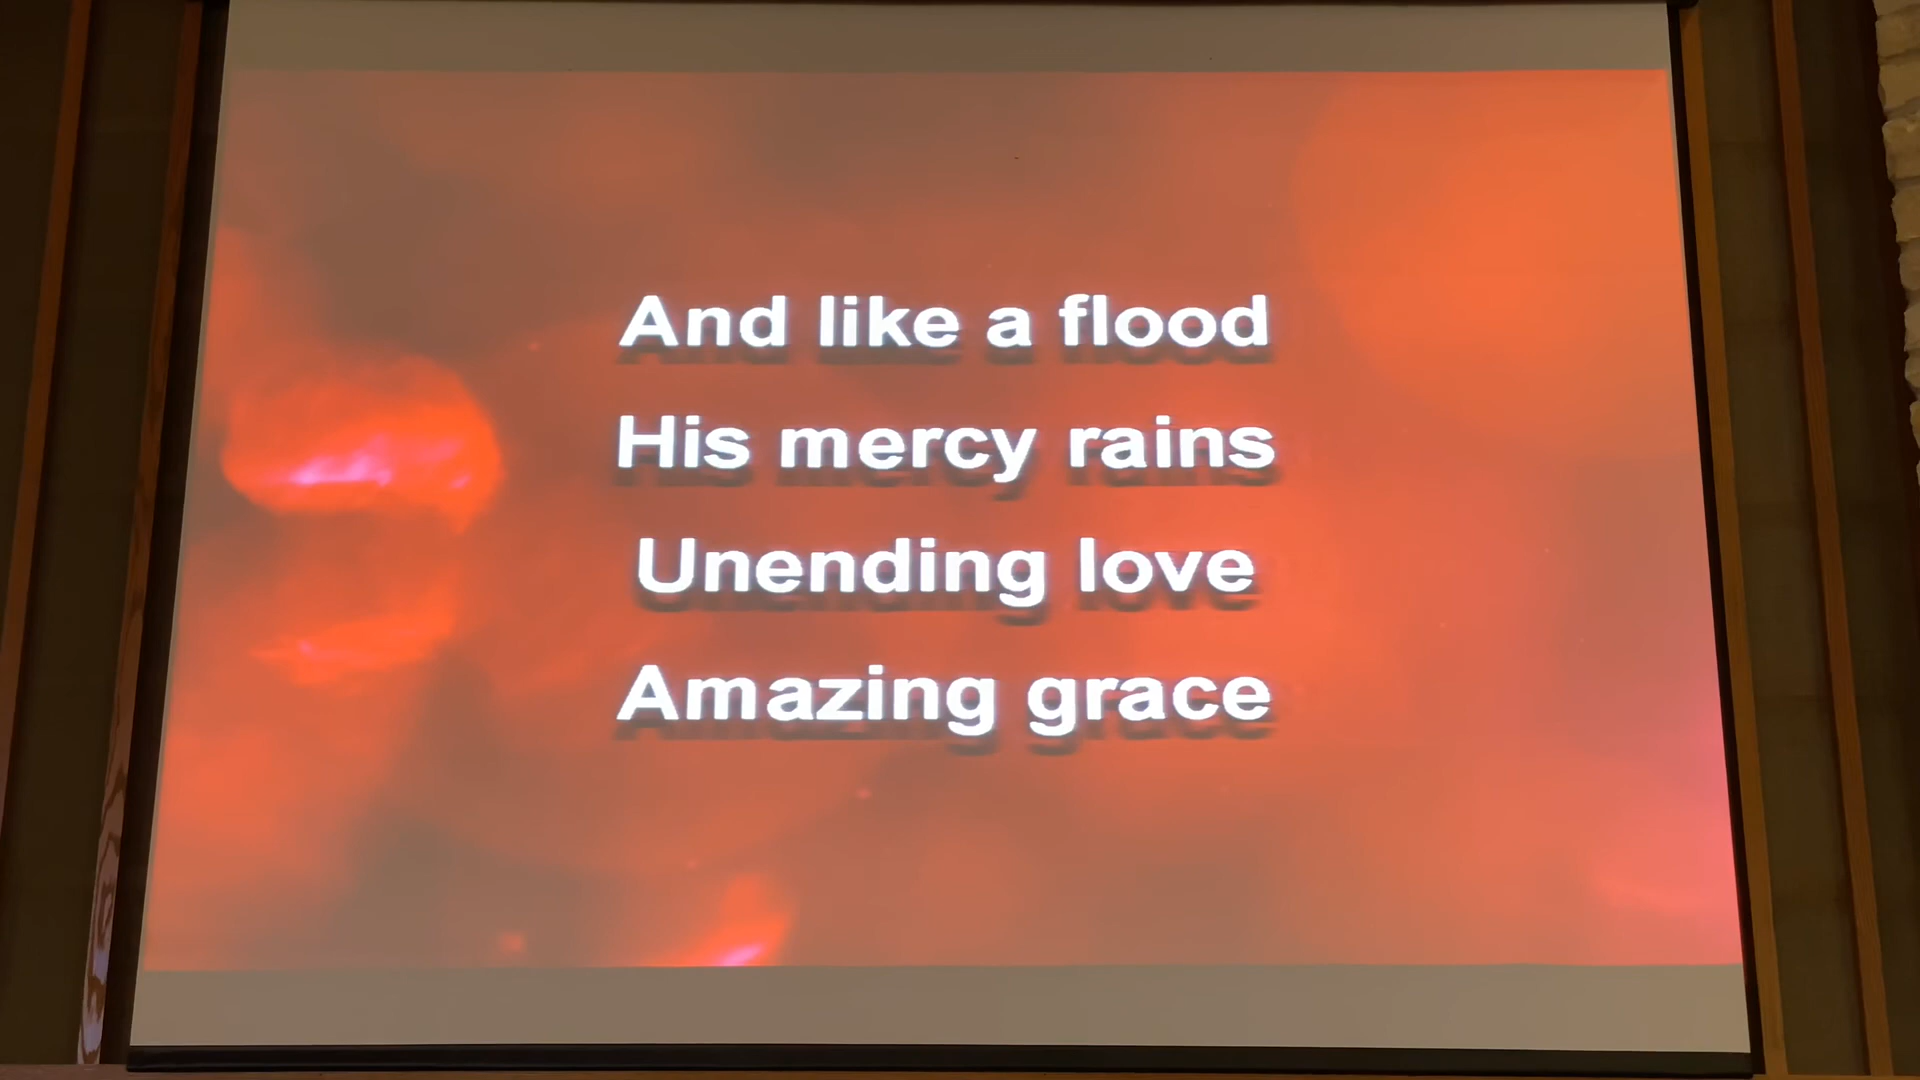 And like a flood
His mercy rains
Unending love
Amazing grace